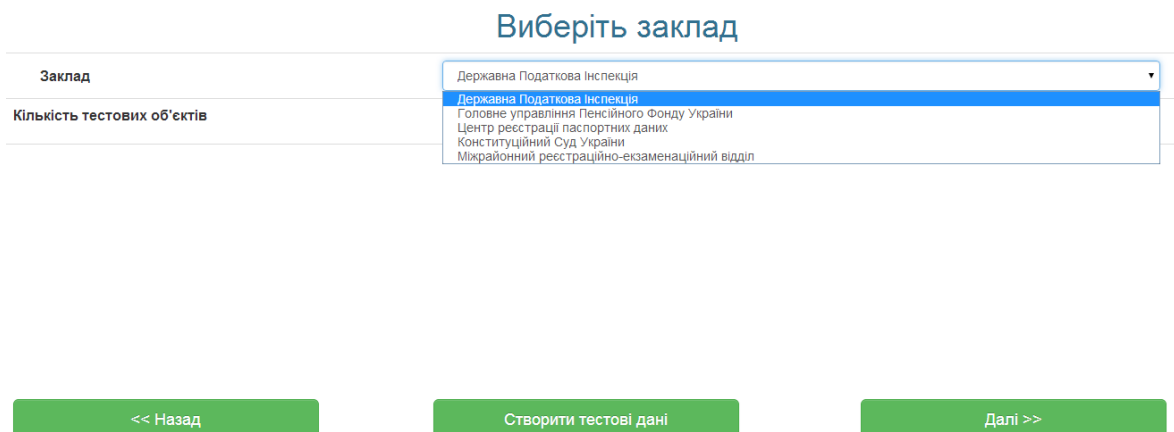 Виберіть заклад
Заклад
Державна Податкова Інспекція
Державна Податкова Інспекція
Головне управління Пенсійного Фонду України
Центр реєстрації паспортних даних
Конституційний Суд України
Міжрайонний реєстраційно-екзаменаційний відділ
Кількість тестових об'єктів
<< Назад
Створити тестові дані
Далі >>